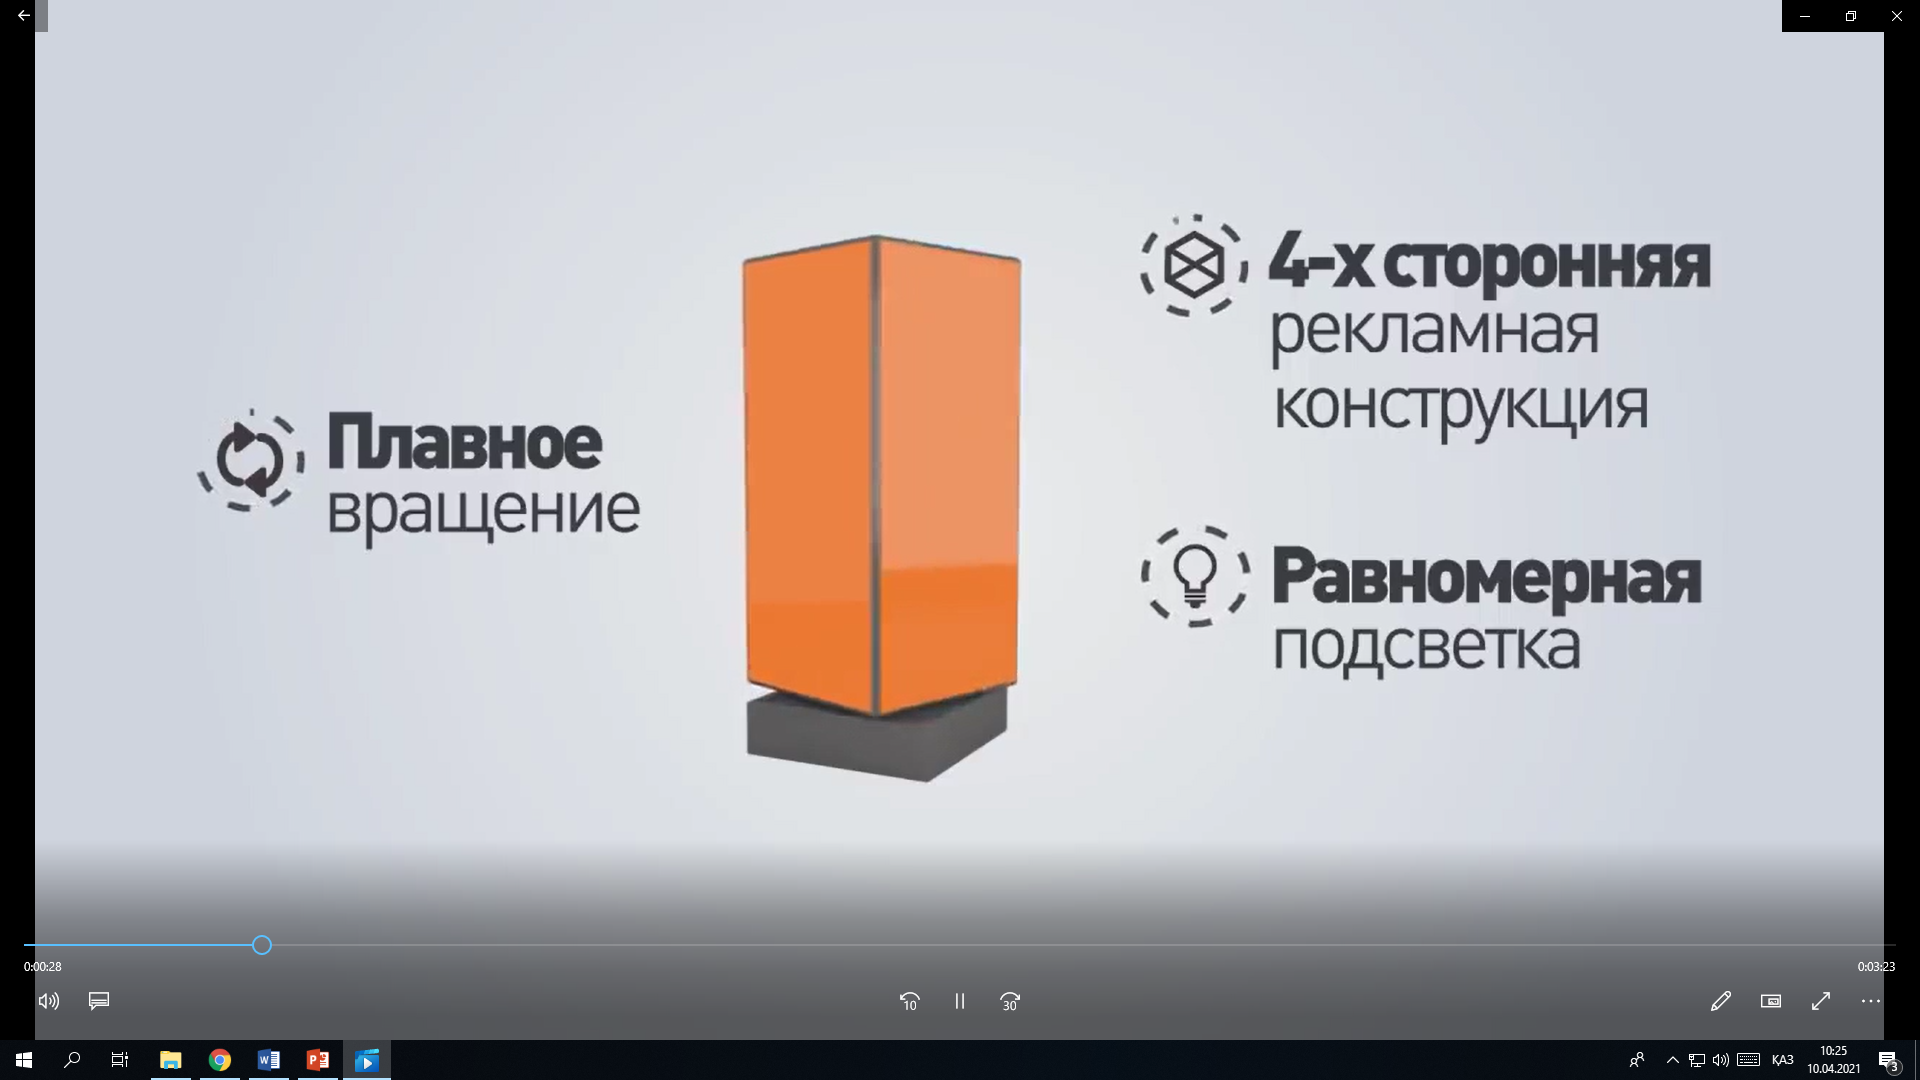 Плавное
вращение
4-х сторонняя
рекламная
конструкция
Равномерная
подсветка
0:00:28
0:03:23
10
30
ҚАЗ
10:25
10.04.2021
3